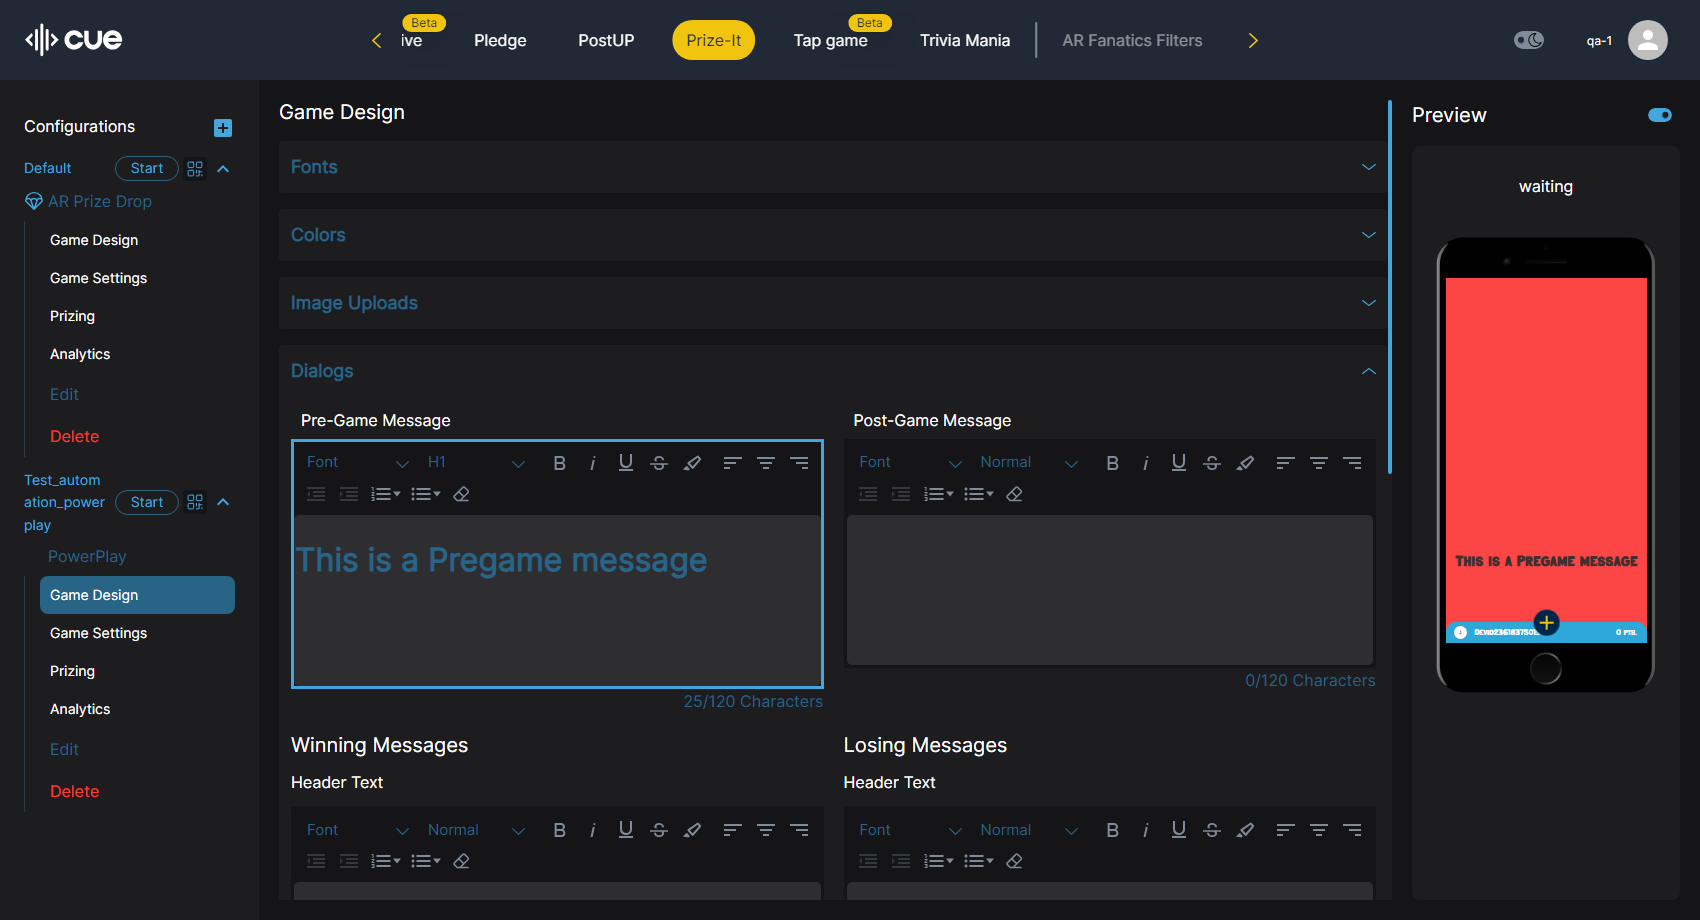 cue
ive
Beta
Pledge
PostUP
Prize-It
Tap game
Beta
Trivia Mania
AR Fanatics Filters
qa-1
Configurations
Default
Start
AR Prize Drop
Game Design
Game Settings
Prizing
Analytics
Edit
Delete
Test_autom
ation_power
play
Start
PowerPlay
Game Design
Game Settings
Prizing
Analytics
Edit
Delete
Game Design
Fonts
Colors
Image Uploads
Dialogs
Pre-Game Message
Font H1
This is a Pregame message
25/120 Characters
Post-Game Message
Font Normal
0/120 Characters
Winning Messages
Header Text
Font Normal
Losing Messages
Header Text
Font Normal
Preview
waiting
This is a Pregame message
0 pts.